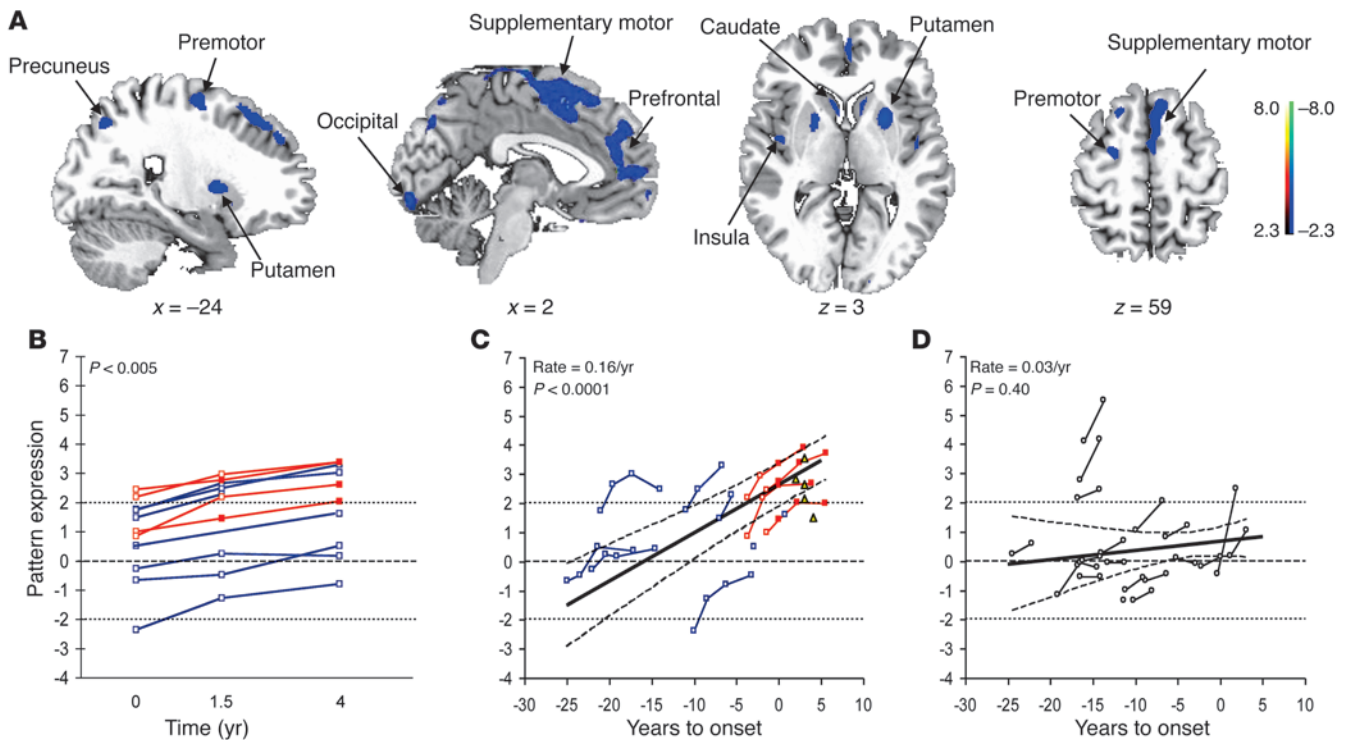 A
Precuneus
Premotor
Putamen
x = –24
Occipital
Supplementary motor
Prefrontal
x = 2
Caudate
Putamen
Insula
z = 3
Supplementary motor
Premotor
z = 59
8.0 –8.0
2.3 –2.3
B
P < 0.005
Pattern expression
7
6
5
4
3
2
1
0
-1
-2
-3
-4
0 1.5 4
Time (yr)
C
Rate = 0.16/yr
P < 0.0001
7
6
5
4
3
2
1
0
-1
-2
-3
-4
-30 -25 -20 -15 -10 -5 0 5 10
Years to onset
D
Rate = 0.03/yr
P = 0.40
7
6
5
4
3
2
1
0
-1
-2
-3
-4
-30 -25 -20 -15 -10 -5 0 5 10
Years to onset